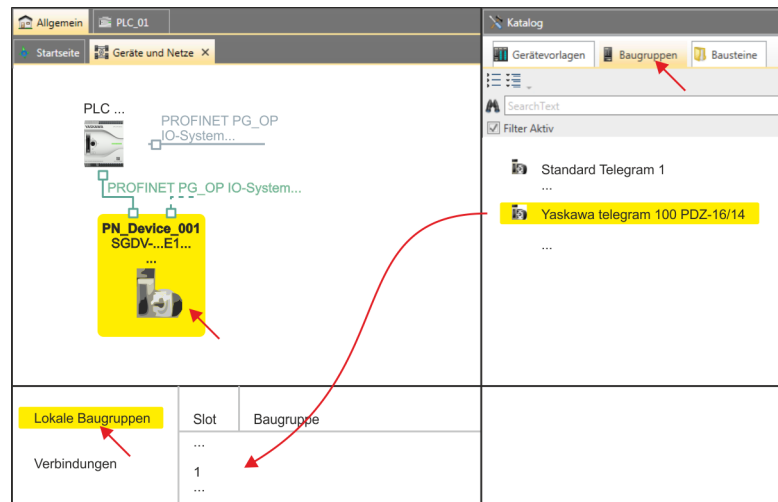 Allgemein PLC_01
Startseite Geräte und Netze ×
PLC ...
YASKAWA
PROFINET PG_OP
IO-System...
PROFINET PG_OP IO-System...
PN_Device_001
SGDV-...E1...
...
Katalog
Gerätevorlagen Baugruppen Bausteine
SearchText
Filter Aktiv
Standard Telegram 1
...
Yaskawa telegram 100 PDZ-16/14
...
Lokale Baugruppen Slot Baugruppe
...
Verbindungen
1
...